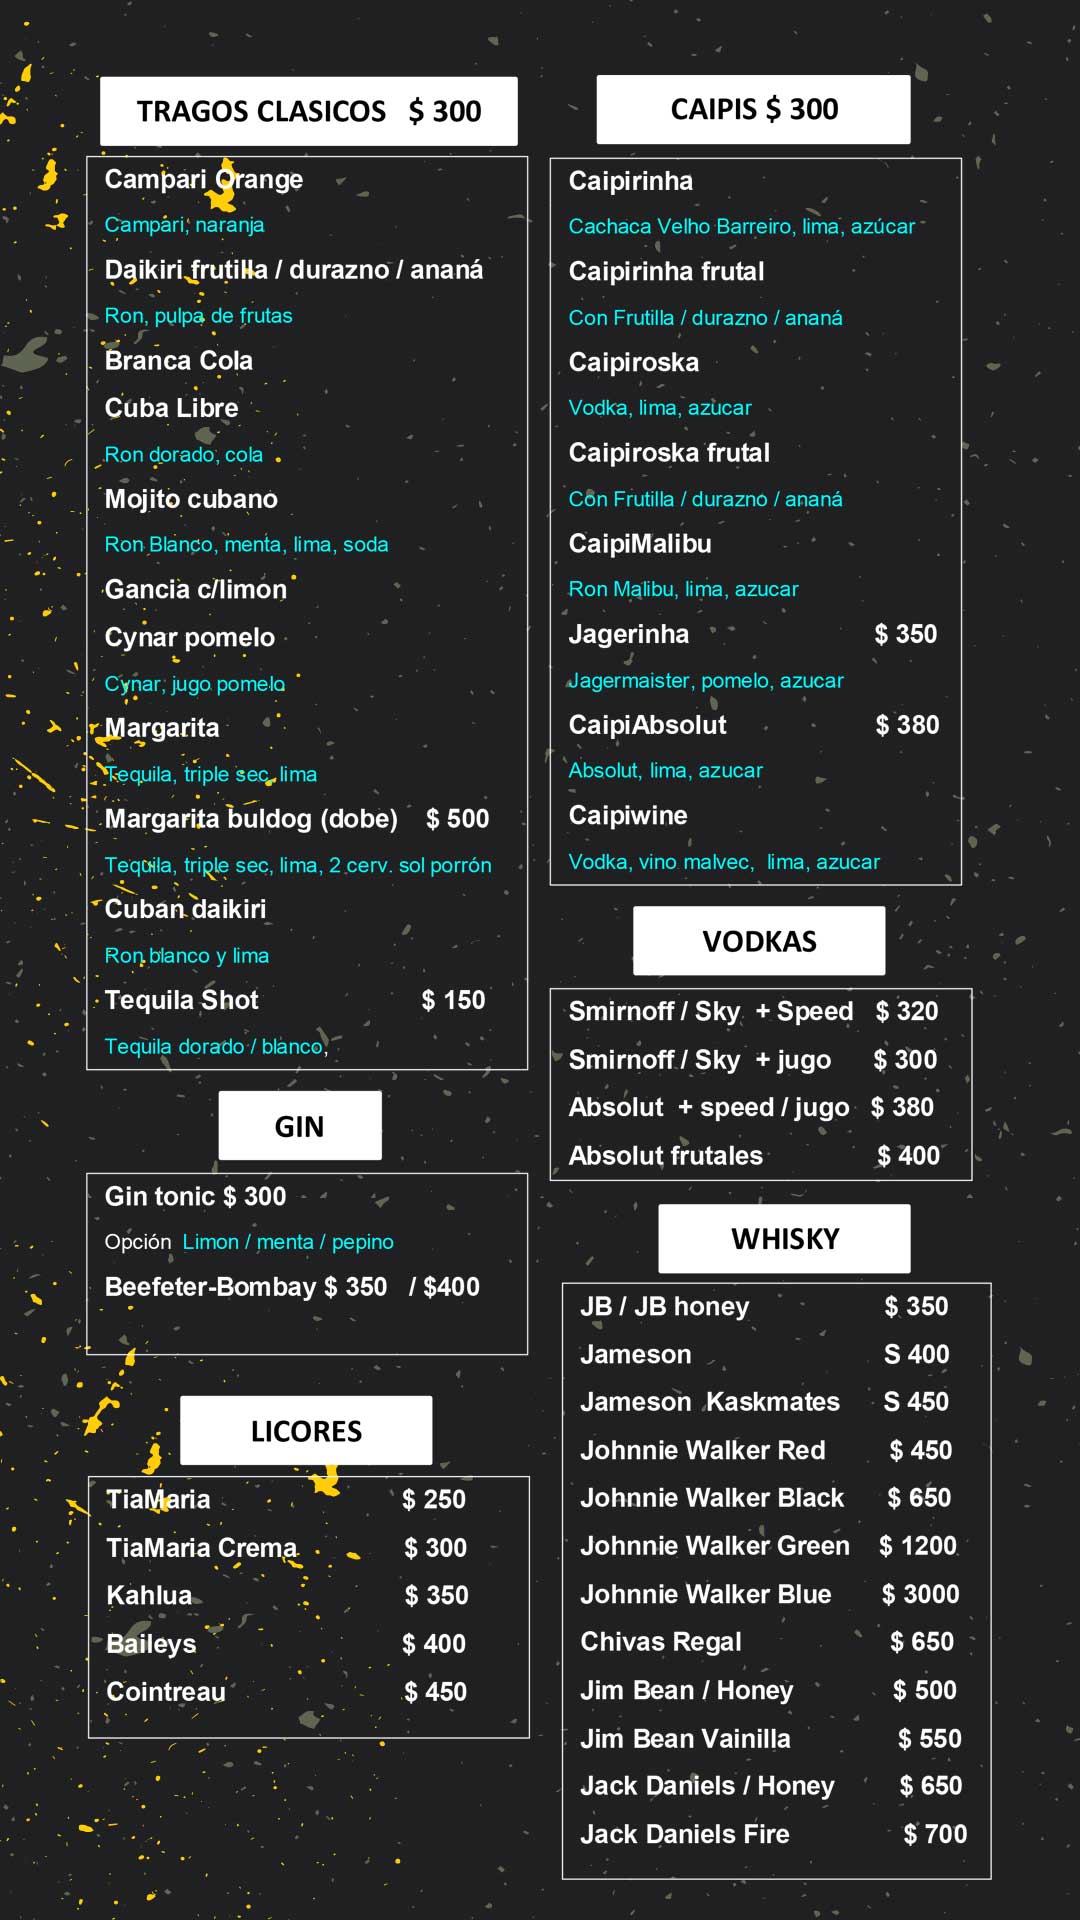 TRAGOS CLASICOS $ 300
Campari Orange
Campari, naranja
Daikiri frutilla / durazno / ananá
Ron, pulpa de frutas
Branca Cola
Cuba Libre
Ron dorado, cola
Mojito cubano
Ron Blanco, menta, lima, soda
Gancia c/limon
Cynar pomelo
Cynar, jugo pomelo
Margarita
Tequila, triple sec, lima
Margarita buldog (dobe) $ 500
Tequila, triple sec, lima, 2 cerv. sol porrón
Cuban daikiri
Ron blanco y lima
Tequila Shot $ 150
Tequila dorado / blanco,
GIN
Gin tonic $ 300
Opción Limon / menta / pepino
Beefeter-Bombay $ 350 / $400
LICORES
TiaMaria $ 250
TiaMaria Crema $ 300
Kahlua $ 350
Baileys $ 400
Cointreau $ 450
CAIPIS $ 300
Caipirinha
Cachaca Velho Barreiro, lima, azúcar
Caipirinha frutal
Con Frutilla / durazno / ananá
Caipiroska
Vodka, lima, azucar
Caipiroska frutal
Con Frutilla / durazno / ananá
CaipiMalibu
Ron Malibu, lima, azucar
Jagerinha $ 350
Jagermaister, pomelo, azucar
CaipiAbsolut $ 380
Absolut, lima, azucar
Caipiwine
Vodka, vino malvec, lima, azucar
VODKAS
Smirnoff / Sky + Speed $ 320
Smirnoff / Sky + jugo $ 300
Absolut + speed / jugo $ 380
Absolut frutales $ 400
WHISKY
JB / JB honey $ 350
Jameson S 400
Jameson Kaskmates S 450
Johnnie Walker Red $ 450
Johnnie Walker Black $ 650
Johnnie Walker Green $ 1200
Johnnie Walker Blue $ 3000
Chivas Regal $ 650
Jim Bean / Honey $ 500
Jim Bean Vainilla $ 550
Jack Daniels / Honey $ 650
Jack Daniels Fire $ 700